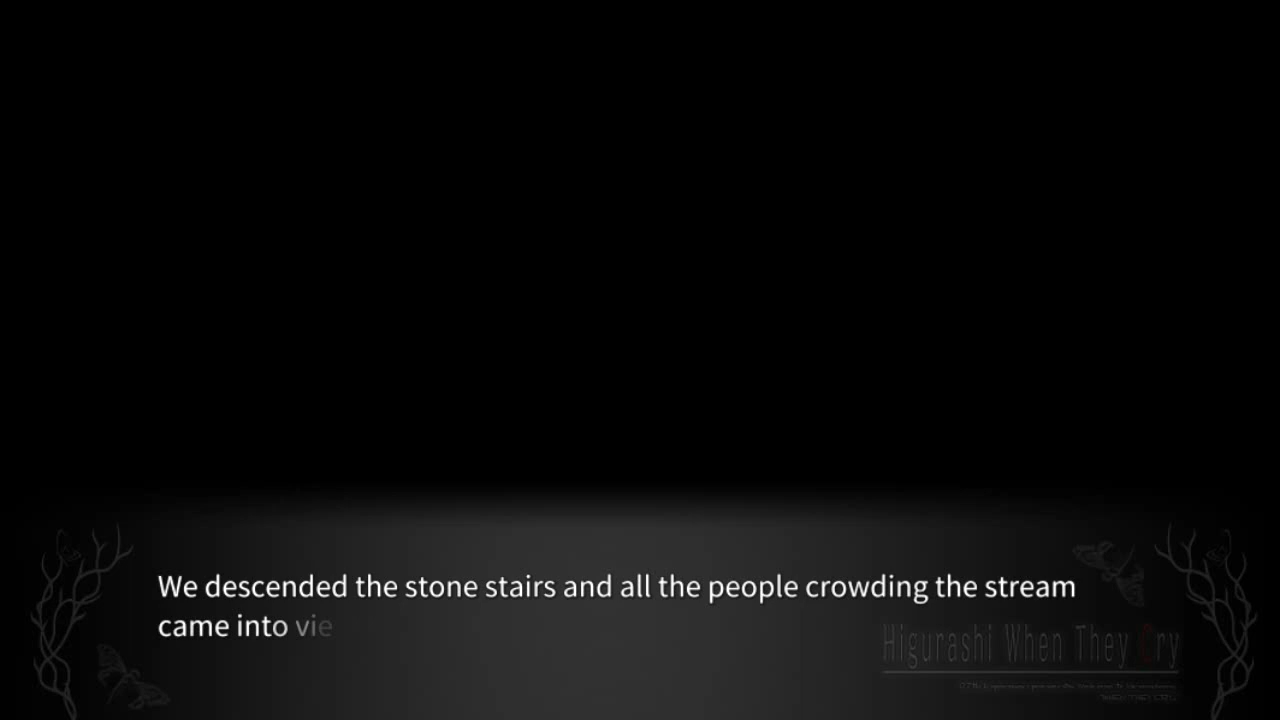 We descended the stone stairs and all the people crowding the stream
came into vie
Higurashi When They Cry